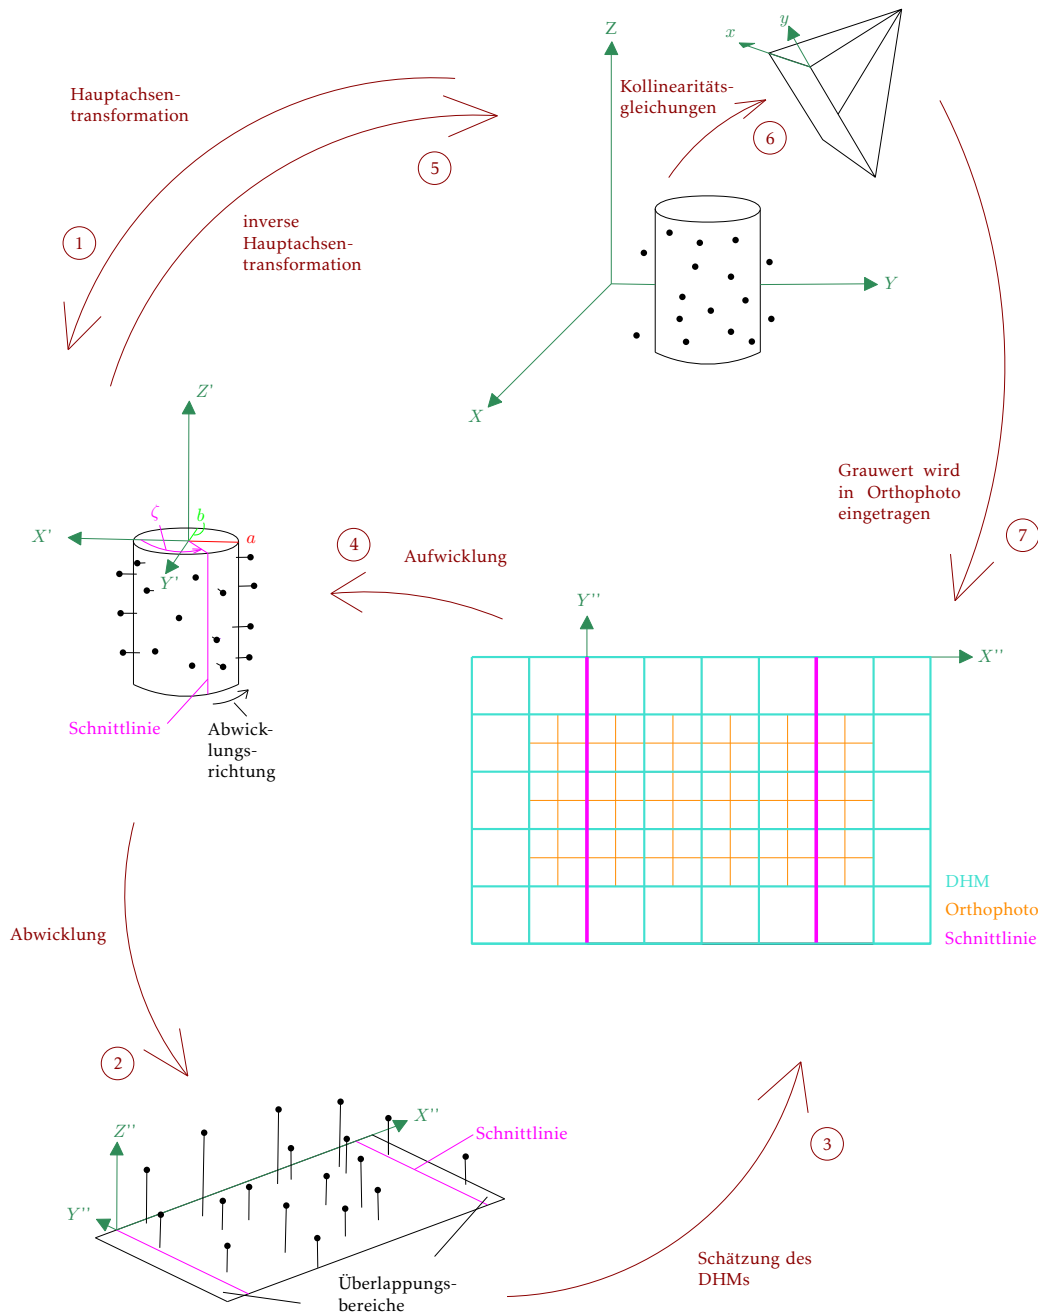 Z
x
y
Kollinearitäts-
gleichungen
6
Hauptachsen-
transformation
5
1
inverse
Hauptachsen-
transformation
Y
X
Z'
Grauwert wird
in Orthophoto
eingetragen
7
ζ
b
a
X'
Y'
4
Aufwicklung
Y''
X''
Schnittlinie
Abwick-
lungs-
richtung
DHM
Orthophoto
Schnittlinie
Abwicklung
2
X''
Z''
Schnittlinie
3
Y''
Schätzung des
DHMs
Überlappungs-
bereiche